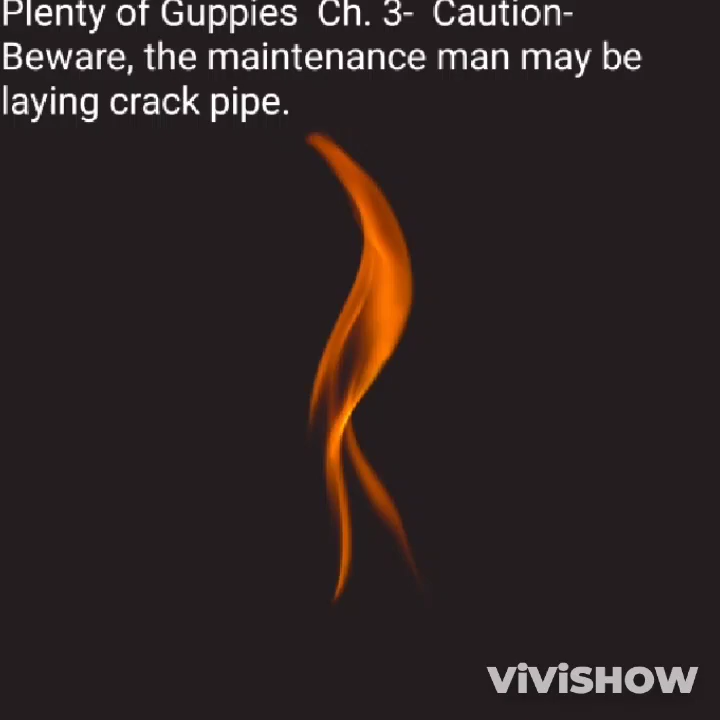 Plenty of Guppies  Ch. 3-  Caution-
Beware, the maintenance man may be
laying crack pipe.
ViViSHOW